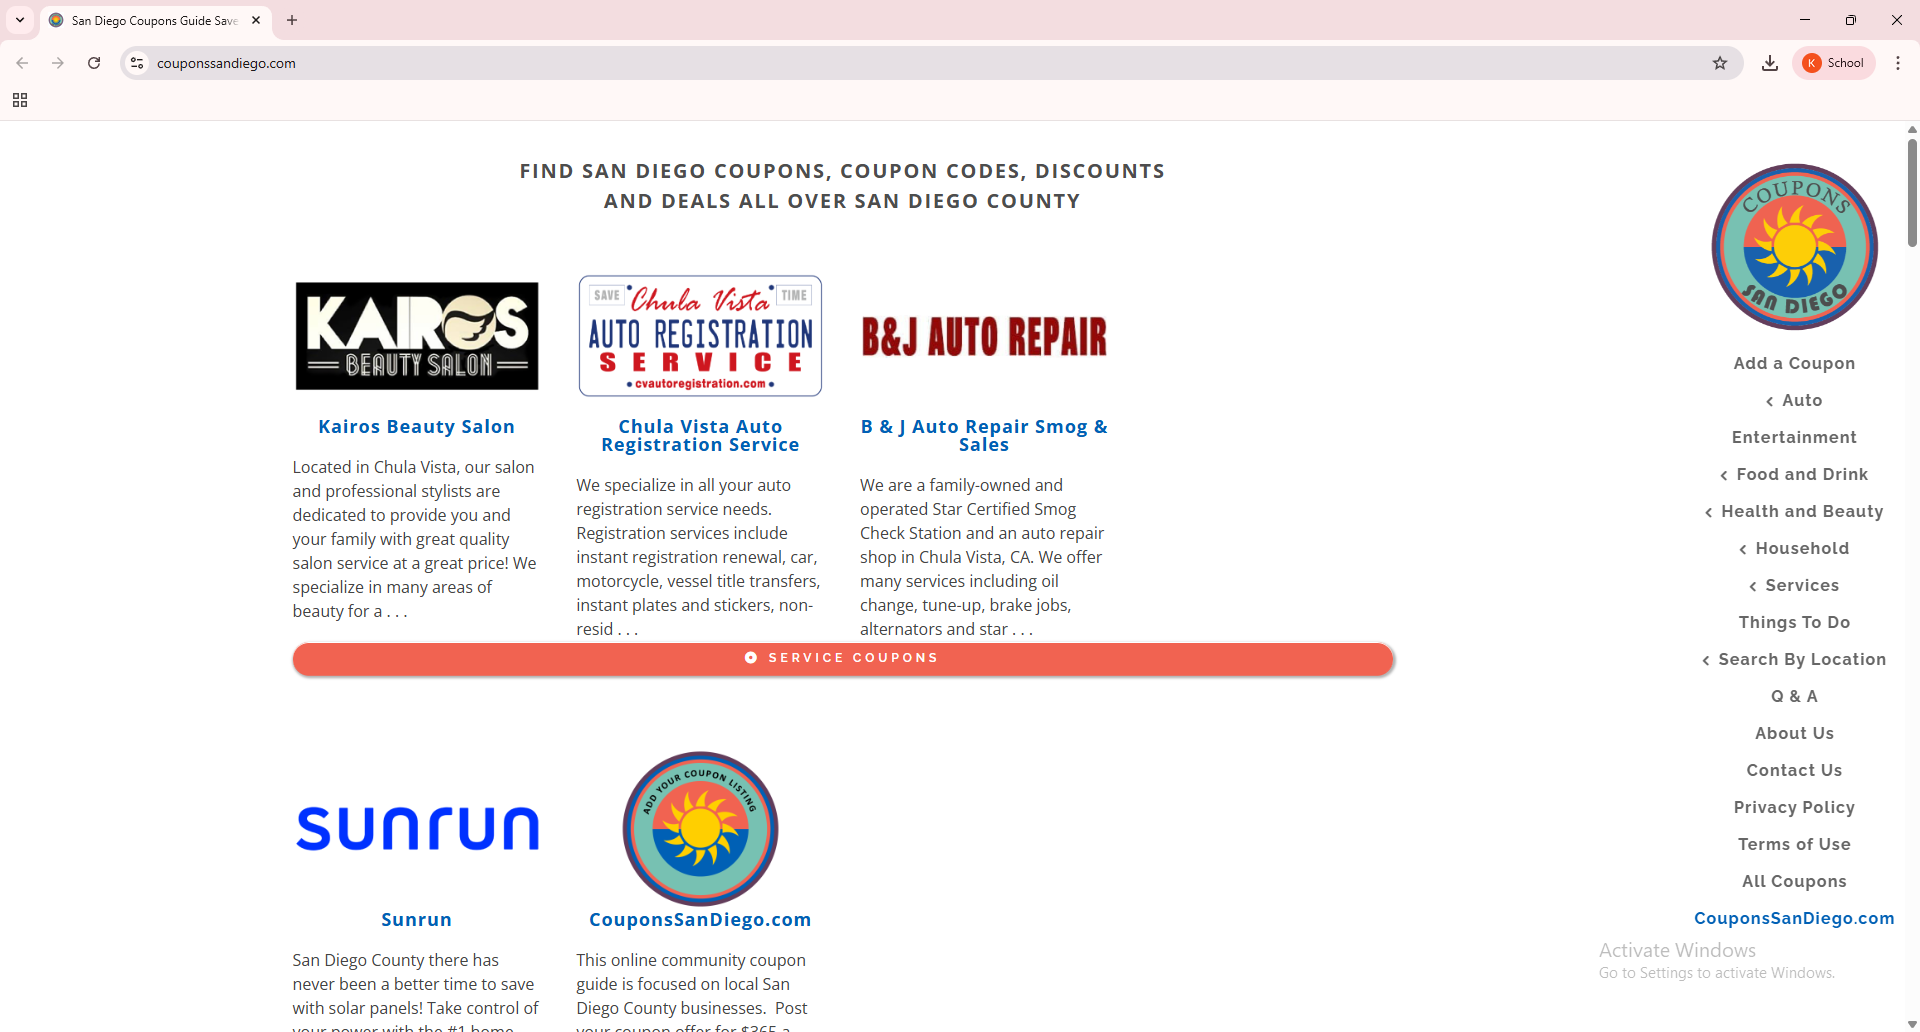 San Diego Coupons Guide Save
couponssandiego.com
K School
FIND SAN DIEGO COUPONS, COUPON CODES, DISCOUNTS
AND DEALS ALL OVER SAN DIEGO COUNTY
KAIROS
BEAUTY SALON
Kairos Beauty Salon
Located in Chula Vista, our salon
and professional stylists are
dedicated to provide you and
your family with great quality
salon service at a great price! We
specialize in many areas of
beauty for a . . .
SAVE Chula Vista TIME
AUTO REGISTRATION
SERVICE
• cvautoregistration.com •
Chula Vista Auto
Registration Service
We specialize in all your auto
registration service needs.
Registration services include
instant registration renewal, car,
motorcycle, vessel title transfers,
instant plates and stickers, non-
resid . . .
B&J AUTO REPAIR
B & J Auto Repair Smog &
Sales
We are a family-owned and
operated Star Certified Smog
Check Station and an auto repair
shop in Chula Vista, CA. We offer
many services including oil
change, tune-up, brake jobs,
alternators and star . . .
SERVICE COUPONS
sunrun
Sunrun
San Diego County there has
never been a better time to save
with solar panels! Take control of
your power with the #1 home
ADD YOUR COUPON LISTING
CouponsSanDiego.com
This online community coupon
guide is focused on local San
Diego County businesses. Post
your coupon offer for $365 a
COUPONS
SAN DIEGO
Add a Coupon
Auto
Entertainment
Food and Drink
Health and Beauty
Household
Services
Things To Do
Search By Location
Q & A
About Us
Contact Us
Privacy Policy
Terms of Use
All Coupons
CouponsSanDiego.com
Activate Windows
Go to Settings to activate Windows.